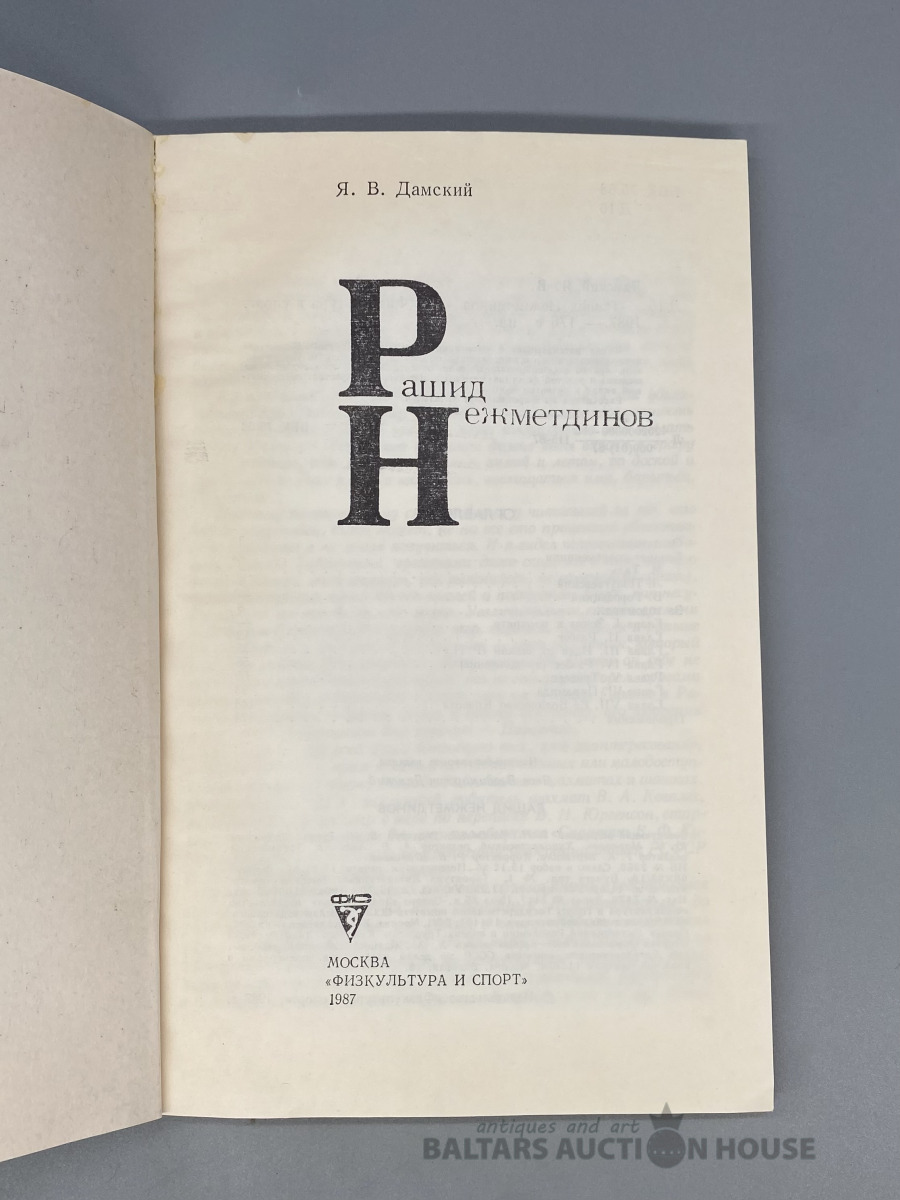 Я. В. Дамский
Рашид
Нежметдинов
ФиС
МОСКВА
«ФИЗКУЛЬТУРА И СПОРТ»
1987
antiques and art
BALTARS AUCTION HOUSE